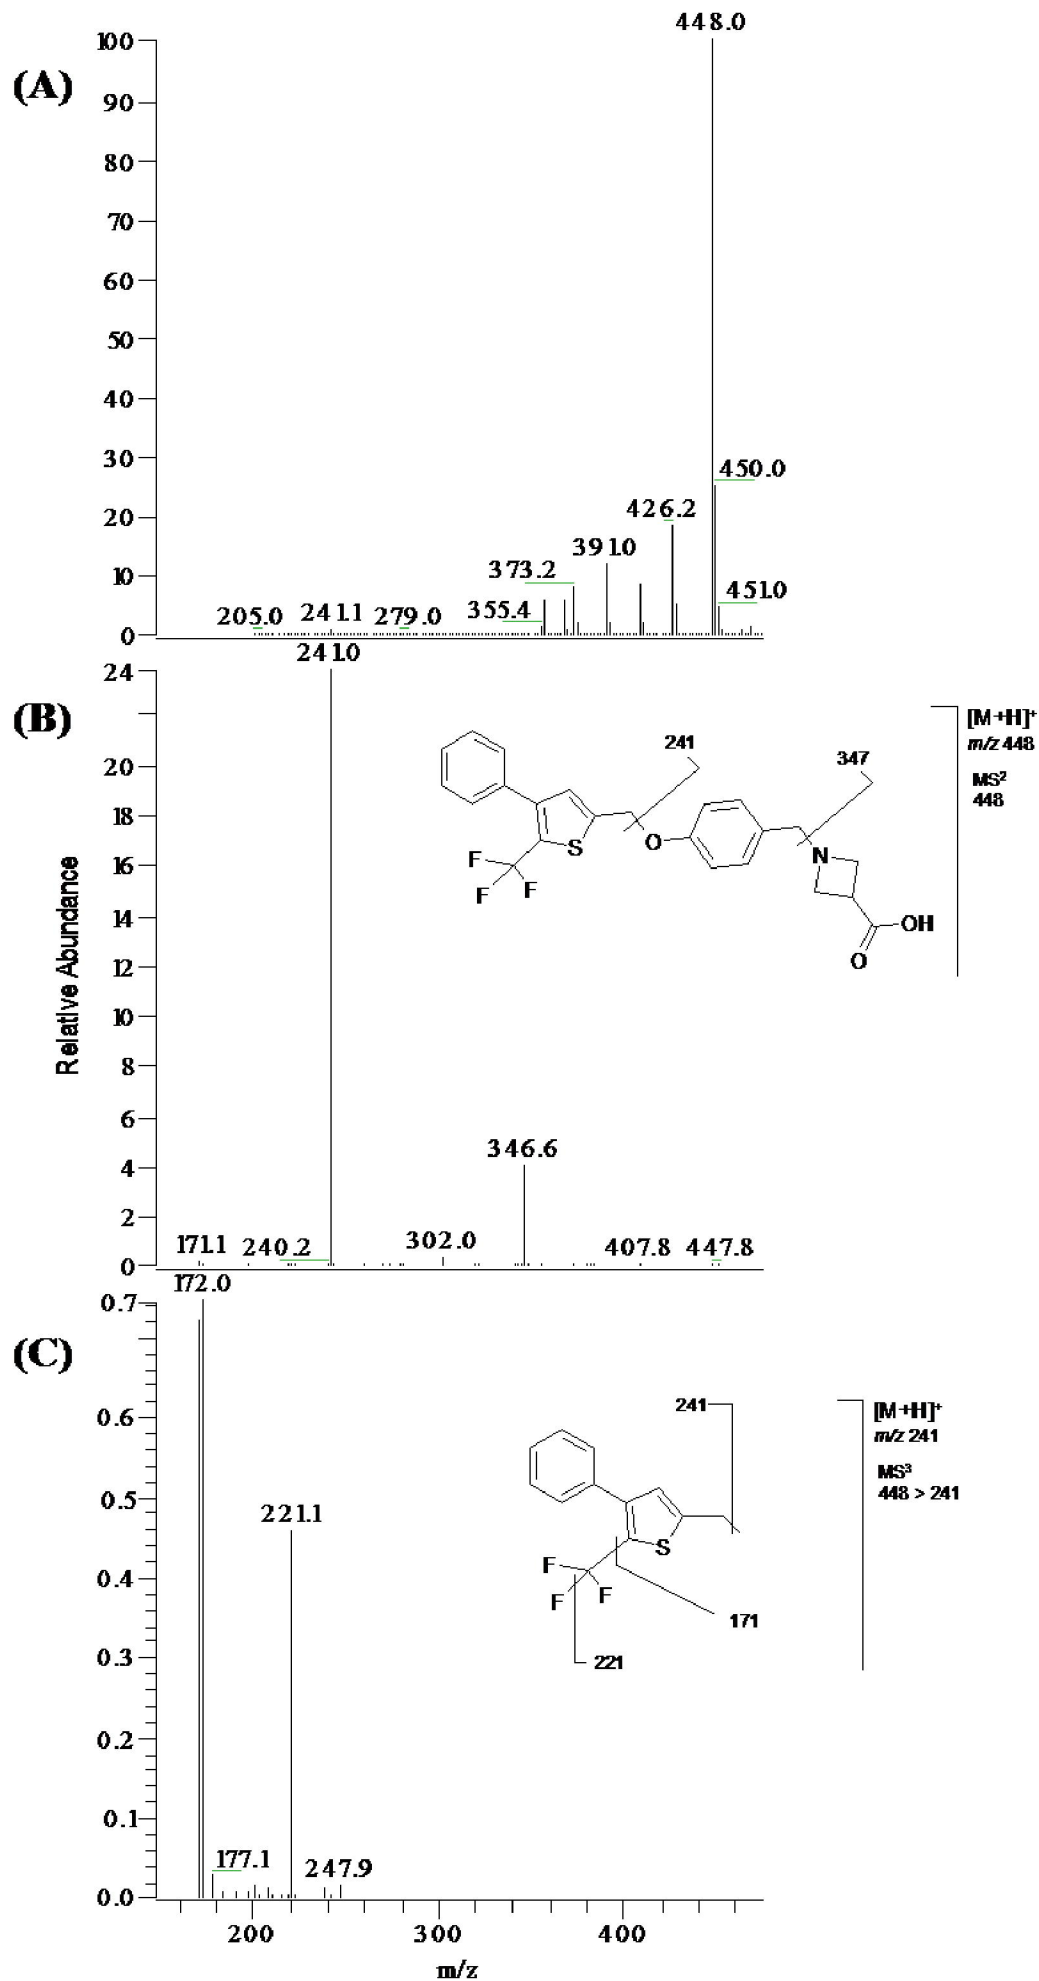 448.0
100
(A)
90
80
70
60
50
40
30
450.0
426.2
20
391.0
373.2
10
451.0
355.4
205.0 241.1 279.0
0
241.0
24
(B)
[M+H]+
m/z 448
241
347
20
MS2
448
18
S
O
N
16
F
F
F
OH
14
O
12
Relative Abundance
10
8
6
346.6
4
2
171.1 240.2 302.0 407.8 447.8
0
172.0
0.7
(C)
241
[M+H]+
m/z 241
0.6
MS3
448 > 241
0.5
221.1
S
F
0.4
F
F
171
221
0.3
0.2
0.1
177.1 247.9
0.0
200 300 400
m/z